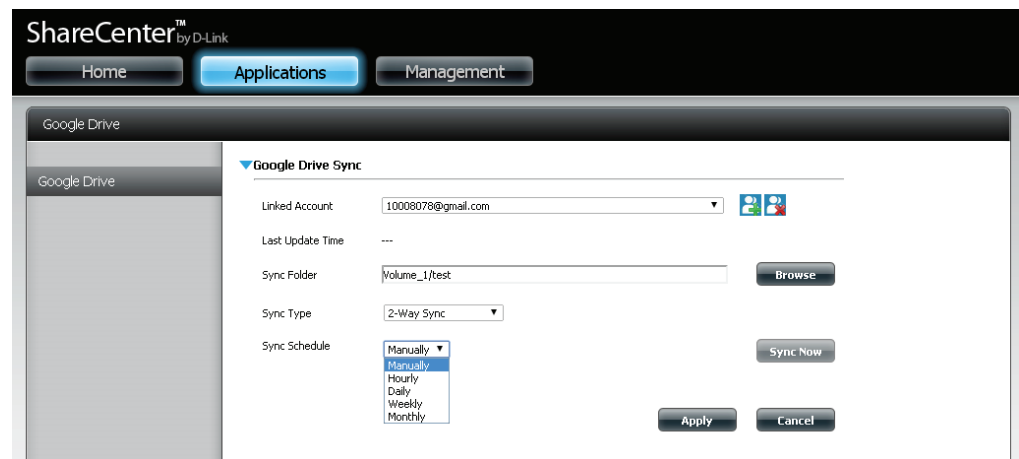 ShareCenter™ by D-Link
Home Applications Management
Google Drive
Google Drive
Google Drive Sync
Linked Account 10008078@gmail.com
Last Update Time ---
Sync Folder Volume_1/test Browse
Sync Type 2-Way Sync
Sync Schedule Manually Sync Now
Manually
Hourly
Daily
Weekly
Monthly
Apply Cancel